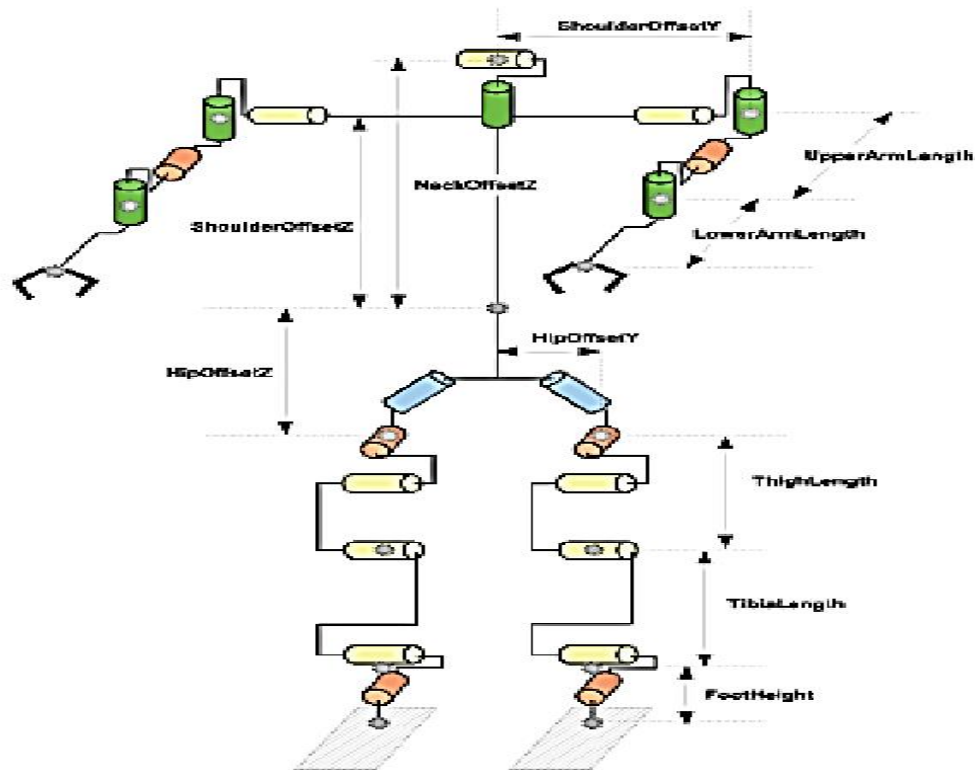 ShoulderOffsetY
UpperArmLength
NeckOffsetZ
ShoulderOffsetZ
LowerArmLength
HipOffsetY
HipOffsetZ
ThighLength
TibiaLength
FootHeight